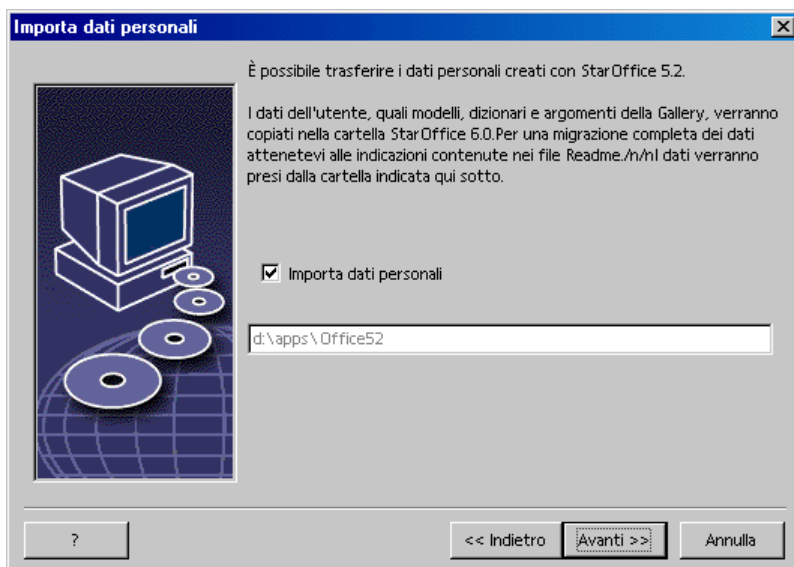 Importa dati personali
È possibile trasferire i dati personali creati con StarOffice 5.2.
I dati dell'utente, quali modelli, dizionari e argomenti della Gallery, verranno
copiati nella cartella StarOffice 6.0.Per una migrazione completa dei dati
attenetevi alle indicazioni contenute nei file Readme./n/nI dati verranno
presi dalla cartella indicata qui sotto.
Importa dati personali
d:\apps\Office52
?
<< Indietro
Avanti >>
Annulla